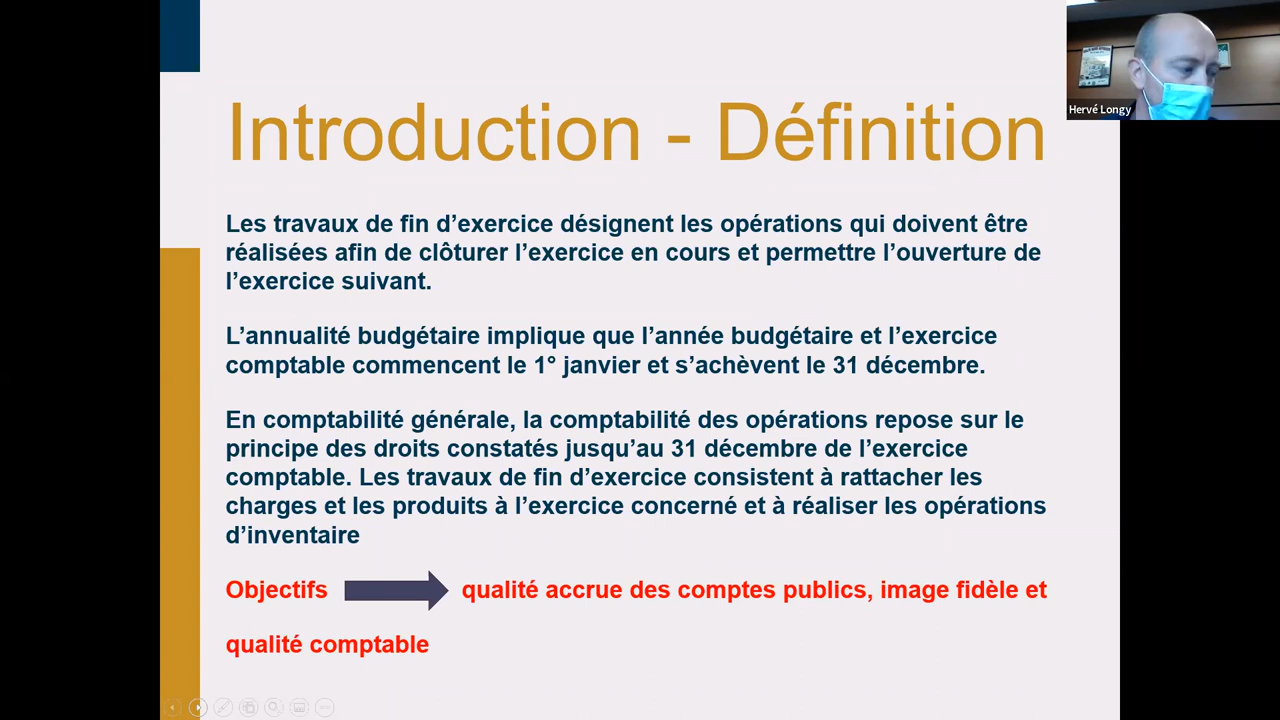 Introduction - Définition
Hervé Longy
Les travaux de fin d’exercice désignent les opérations qui doivent être
réalisées afin de clôturer l’exercice en cours et permettre l’ouverture de
l’exercice suivant.
L’annualité budgétaire implique que l’année budgétaire et l’exercice
comptable commencent le 1° janvier et s’achèvent le 31 décembre.
En comptabilité générale, la comptabilité des opérations repose sur le
principe des droits constatés jusqu’au 31 décembre de l’exercice
comptable. Les travaux de fin d’exercice consistent à rattacher les
charges et les produits à l’exercice concerné et à réaliser les opérations
d’inventaire
Objectifs qualité accrue des comptes publics, image fidèle et
qualité comptable